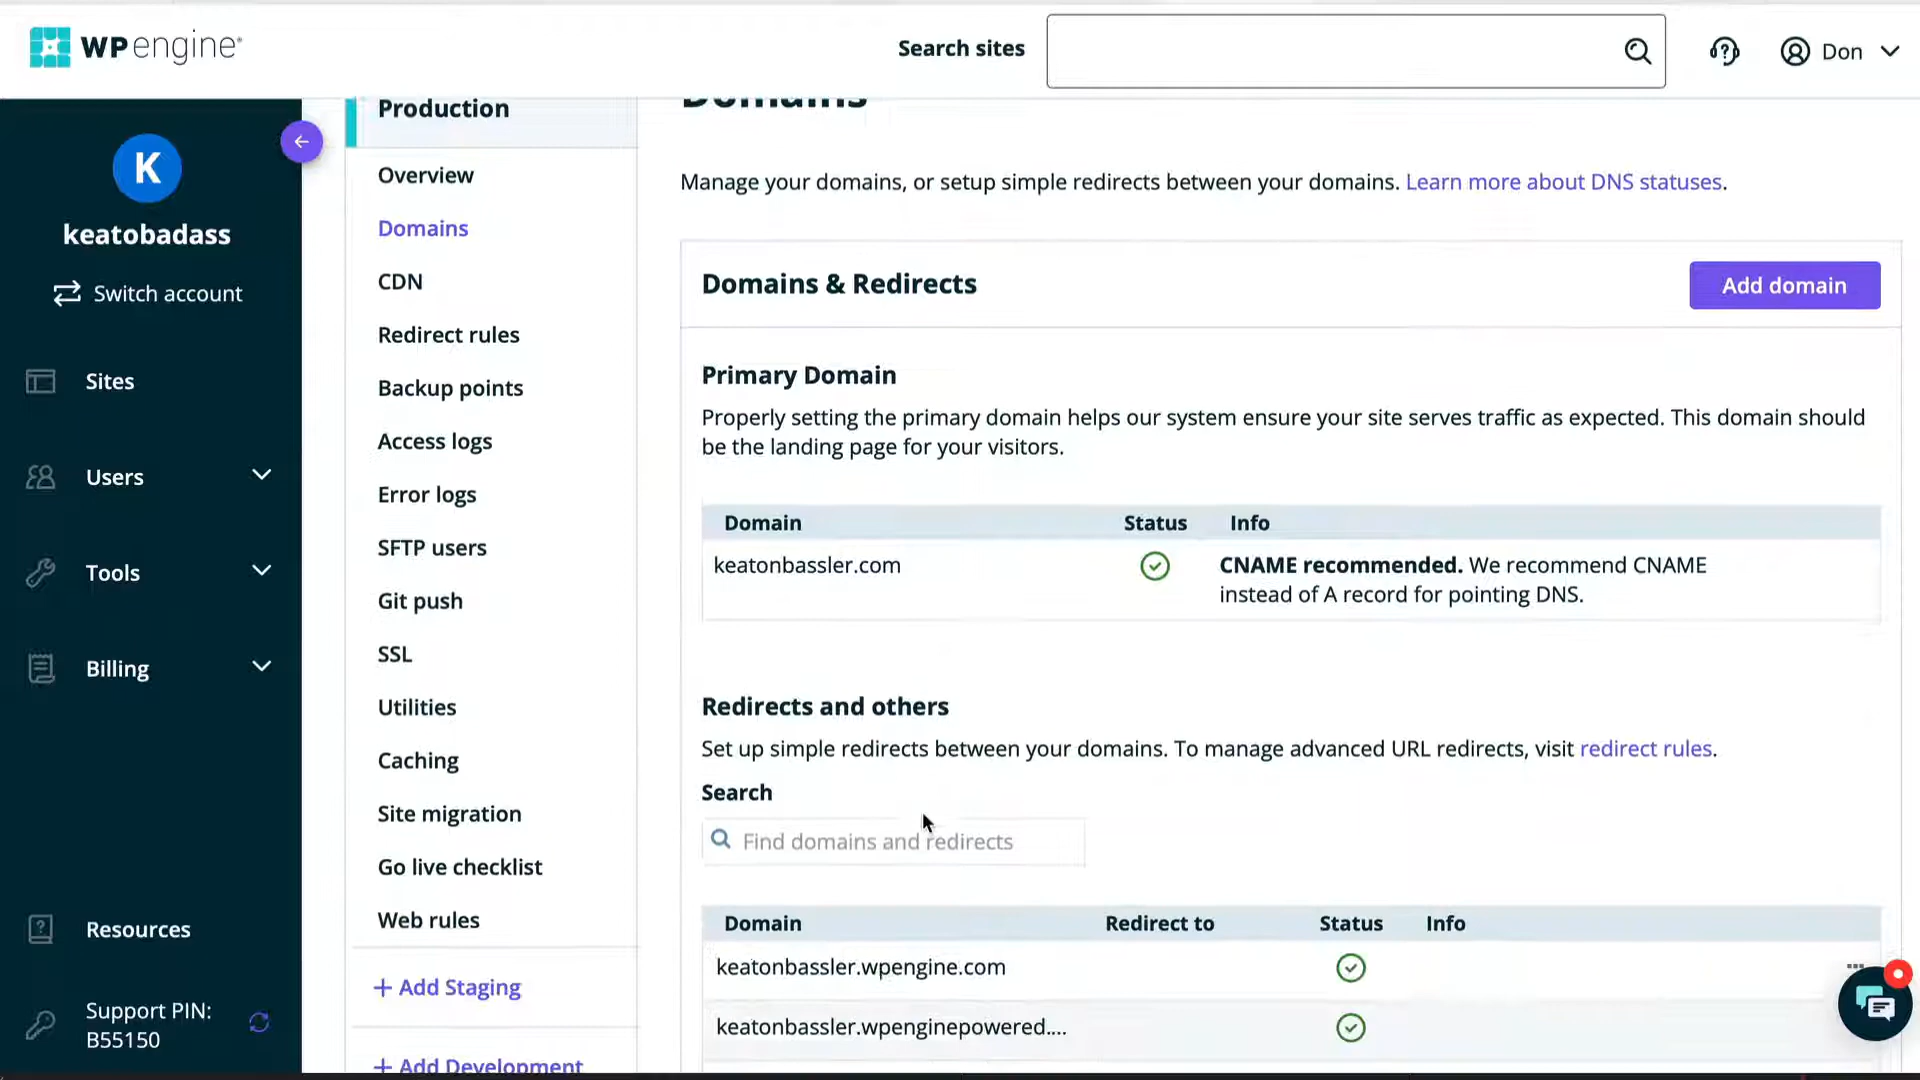 WP engine
Search sites
Don
K
keatobadass
Switch account
Sites
Users
Tools
Billing
Resources
Support PIN:
B55150
Production
Overview
Domains
CDN
Redirect rules
Backup points
Access logs
Error logs
SFTP users
Git push
SSL
Utilities
Caching
Site migration
Go live checklist
Web rules
+ Add Staging
+ Add Development
Domains
Manage your domains, or setup simple redirects between your domains. Learn more about DNS statuses.
Domains & Redirects
Add domain
Primary Domain
Properly setting the primary domain helps our system ensure your site serves traffic as expected. This domain should
be the landing page for your visitors.
Domain Status Info
keatonbassler.com CNAME recommended. We recommend CNAME
instead of A record for pointing DNS.
Redirects and others
Set up simple redirects between your domains. To manage advanced URL redirects, visit redirect rules.
Search
Find domains and redirects
Domain Redirect to Status Info
keatonbassler.wpengine.com
keatonbassler.wpenginepowered....